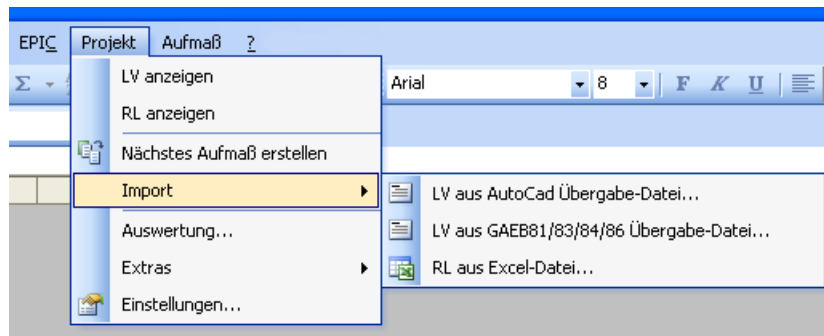 EPIC Projekt Aufmaß ?
Σ Arial 8 F K U
LV anzeigen
RL anzeigen
Nächstes Aufmaß erstellen
Import
LV aus AutoCad Übergabe-Datei...
LV aus GAEB81/83/84/86 Übergabe-Datei...
RL aus Excel-Datei...
Auswertung...
Extras
Einstellungen...